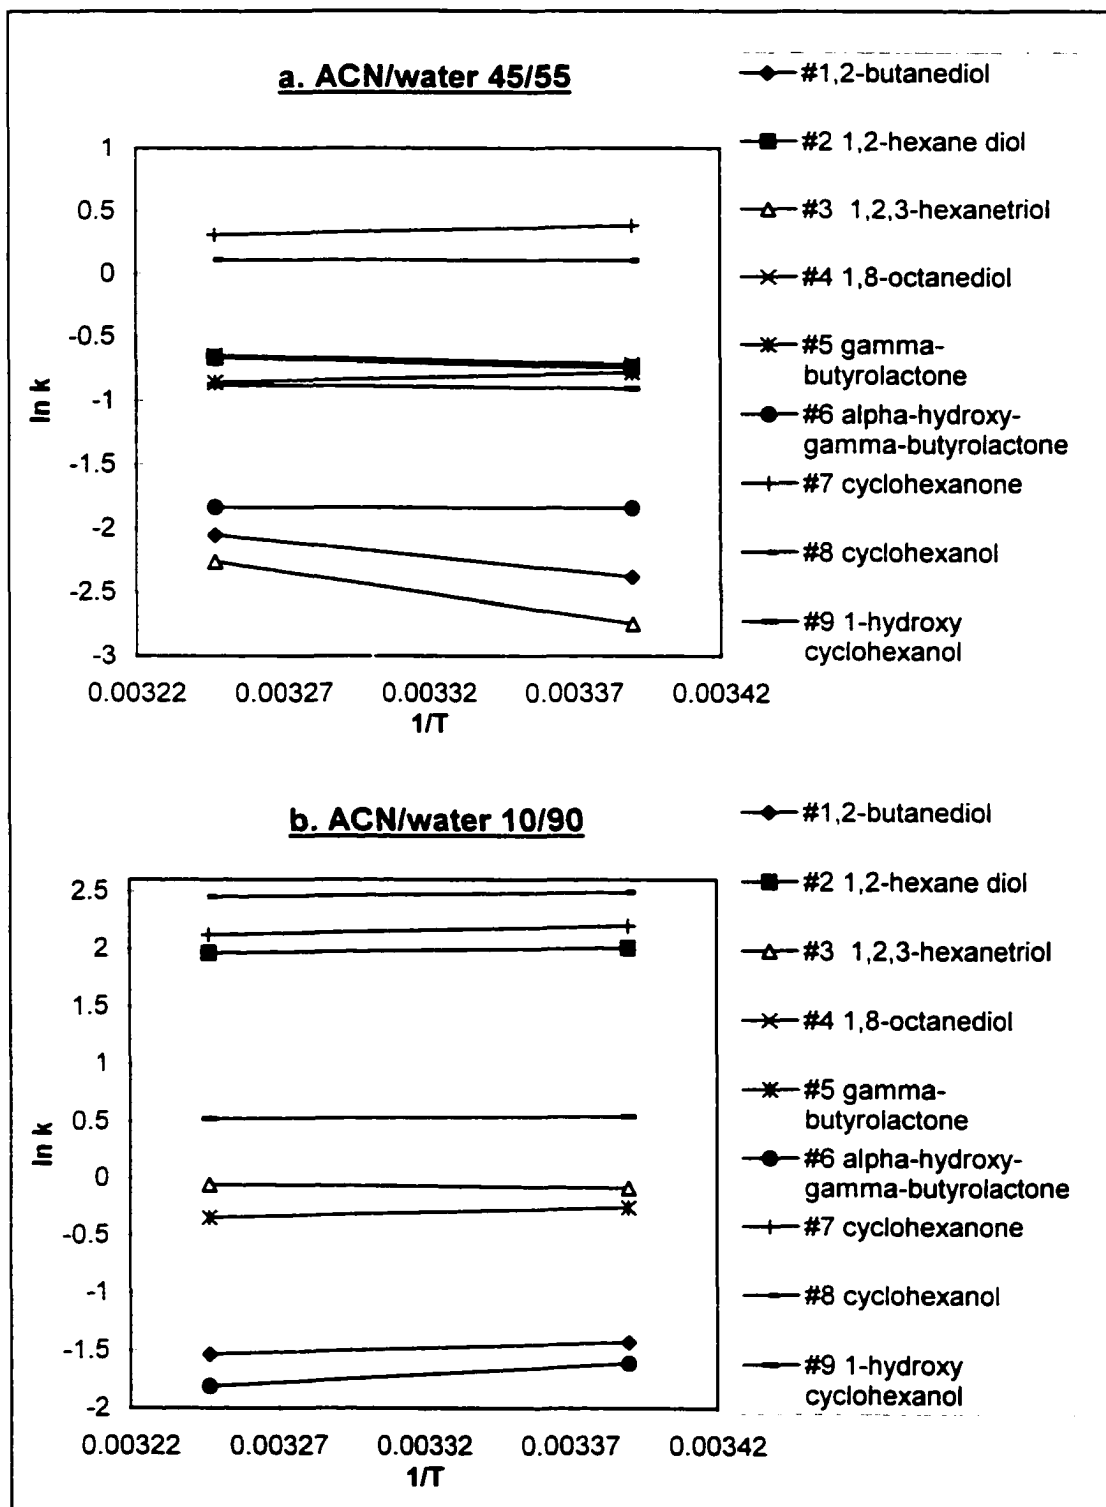 a. ACN/water 45/55
1
0.5
0
-0.5
-1
-1.5
-2
-2.5
-3
ln k
0.00322 0.00327 0.00332 0.00337 0.00342
1/T
#1,2-butanediol
#2 1,2-hexane diol
#3 1,2,3-hexanetriol
#4 1,8-octanediol
#5 gamma-
butyrolactone
#6 alpha-hydroxy-
gamma-butyrolactone
#7 cyclohexanone
#8 cyclohexanol
#9 1-hydroxy
cyclohexanol
b. ACN/water 10/90
2.5
2
1.5
1
0.5
0
-0.5
-1
-1.5
-2
ln k
0.00322 0.00327 0.00332 0.00337 0.00342
1/T
#1,2-butanediol
#2 1,2-hexane diol
#3 1,2,3-hexanetriol
#4 1,8-octanediol
#5 gamma-
butyrolactone
#6 alpha-hydroxy-
gamma-butyrolactone
#7 cyclohexanone
#8 cyclohexanol
#9 1-hydroxy
cyclohexanol